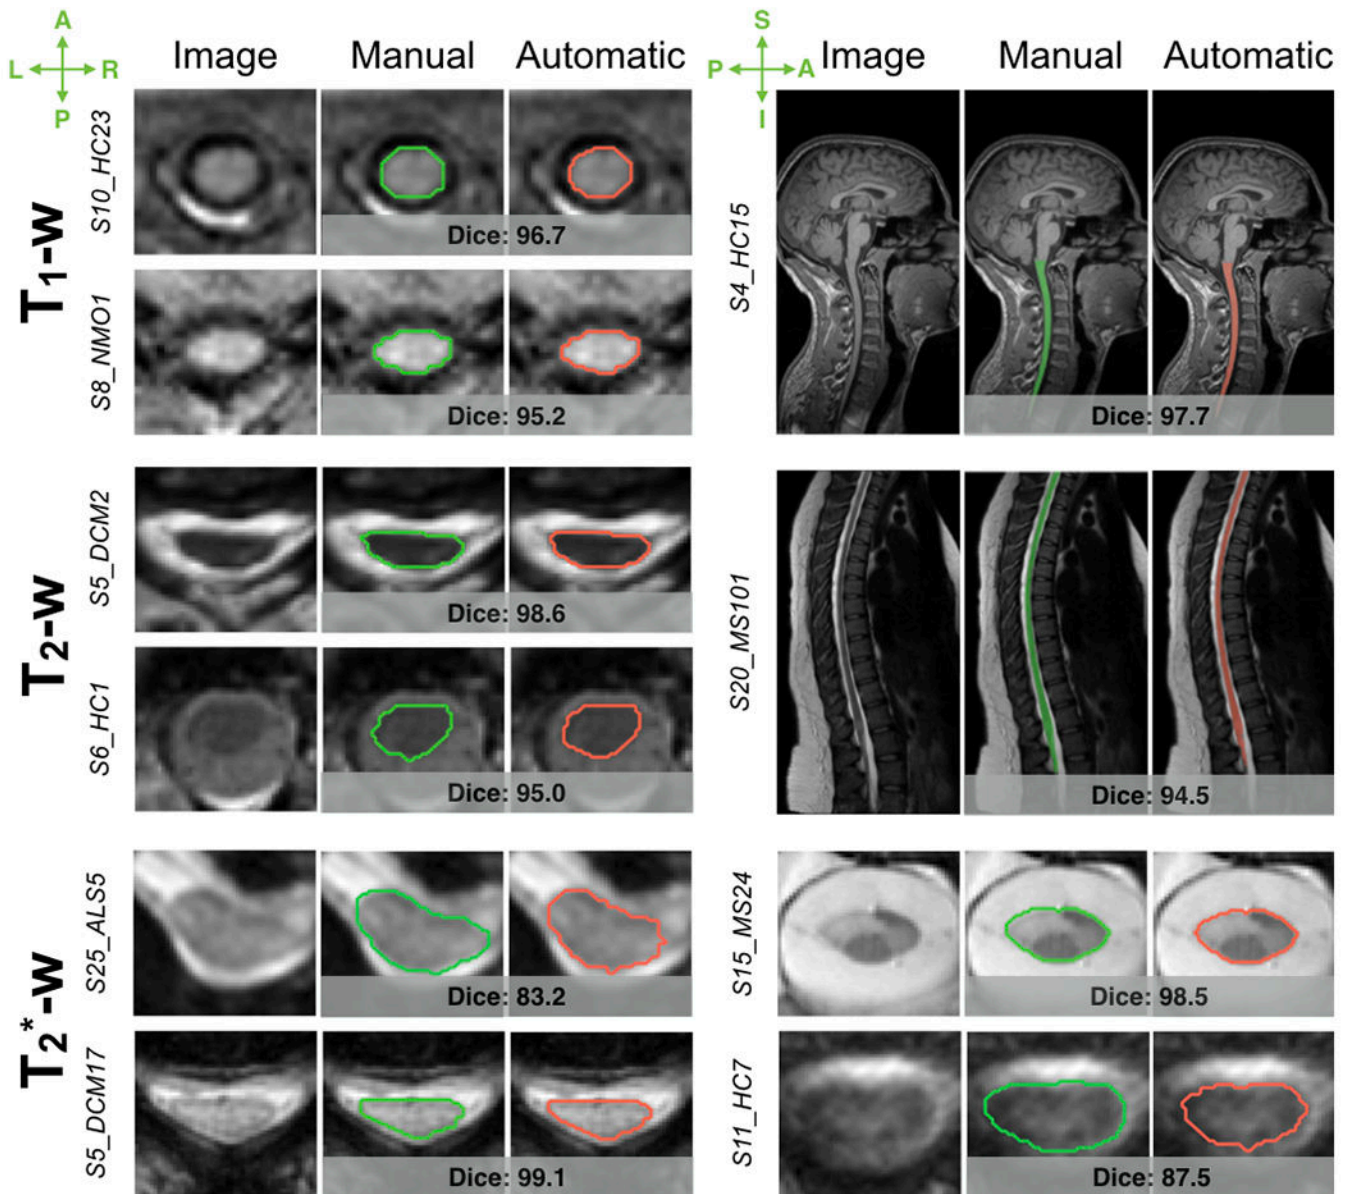 A
L R
P
Image Manual Automatic
S
P A
I
Image Manual Automatic
T1-w
S10_HC23
Dice: 96.7
S8_NMO1
Dice: 95.2
S4_HC15
Dice: 97.7
T2-w
S5_DCM2
Dice: 98.6
S6_HC1
Dice: 95.0
S20_MS101
Dice: 94.5
T2*-w
S25_ALS5
Dice: 83.2
S5_DCM17
Dice: 99.1
S15_MS24
Dice: 98.5
S11_HC7
Dice: 87.5